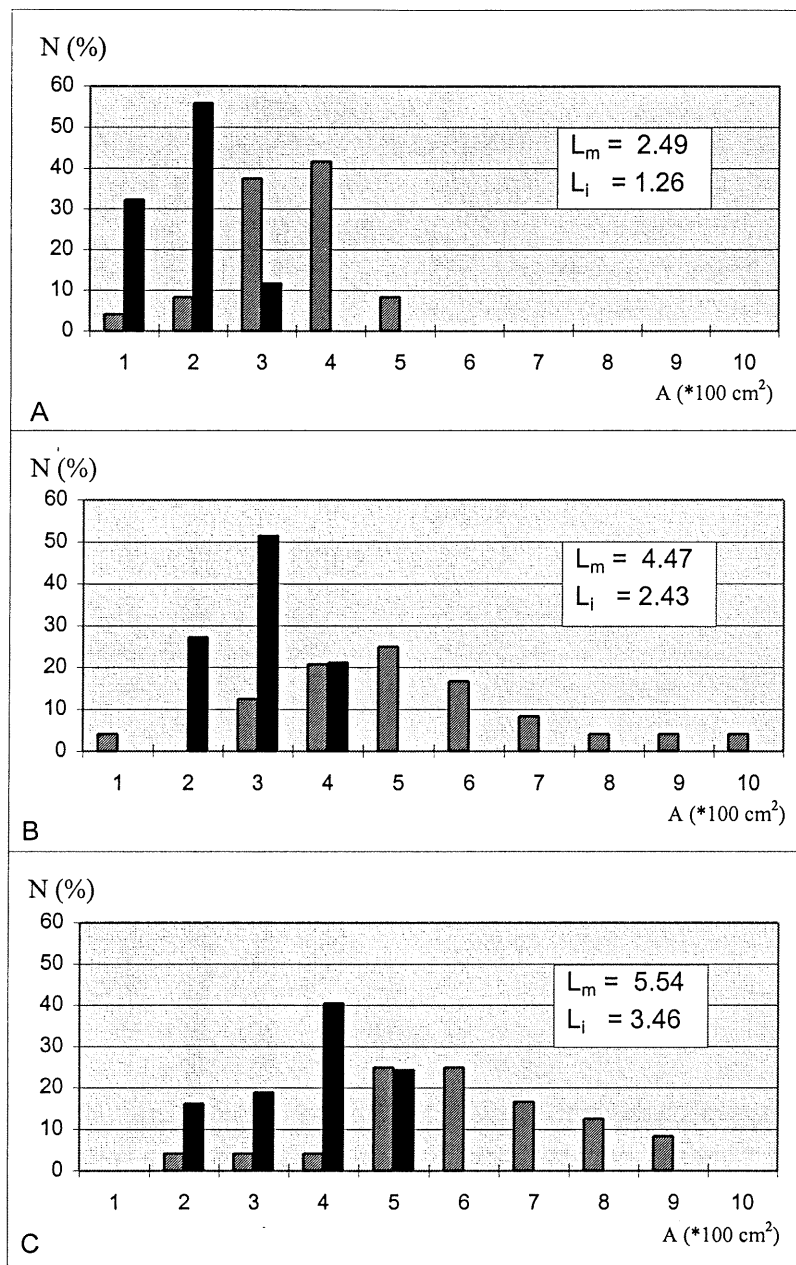 N (%)
60
50
40
30
20
10
0
L_m = 2.49
L_i = 1.26
1 2 3 4 5 6 7 8 9 10
A (*100 cm²)
A
N (%)
60
50
40
30
20
10
0
L_m = 4.47
L_i = 2.43
1 2 3 4 5 6 7 8 9 10
A (*100 cm²)
B
N (%)
60
50
40
30
20
10
0
L_m = 5.54
L_i = 3.46
1 2 3 4 5 6 7 8 9 10
A (*100 cm²)
C